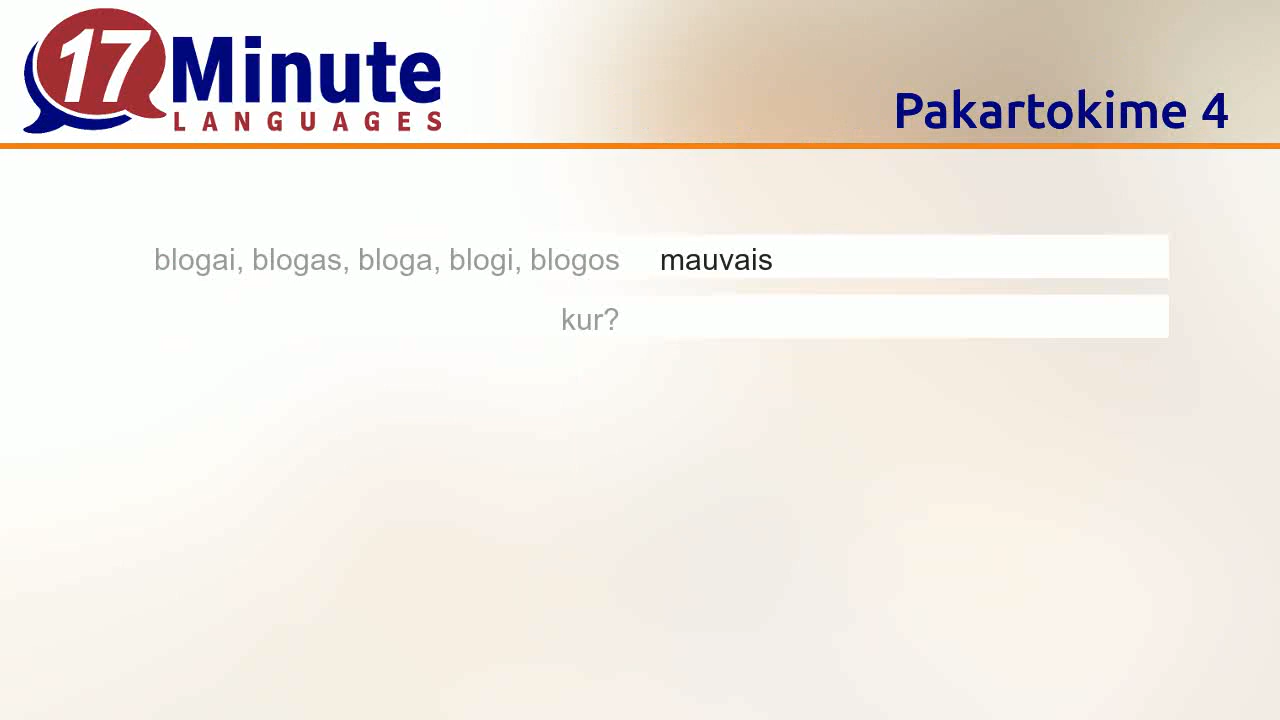 17 Minute
LANGUAGES
Pakartokime 4
blogai, blogas, bloga, blogi, blogos mauvais
kur?